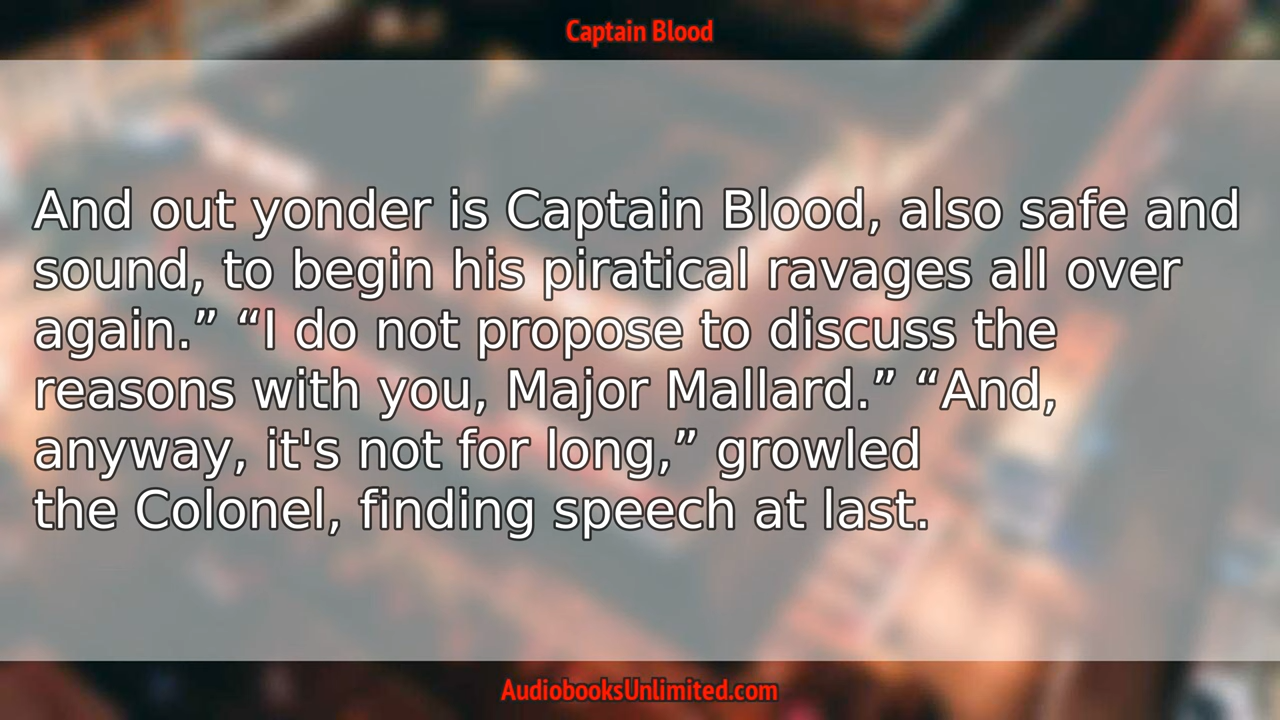 Captain Blood
And out yonder is Captain Blood, also safe and
sound, to begin his piratical ravages all over
again.” “I do not propose to discuss the
reasons with you, Major Mallard.” “And,
anyway, it's not for long,” growled
the Colonel, finding speech at last.
AudiobooksUnlimited.com